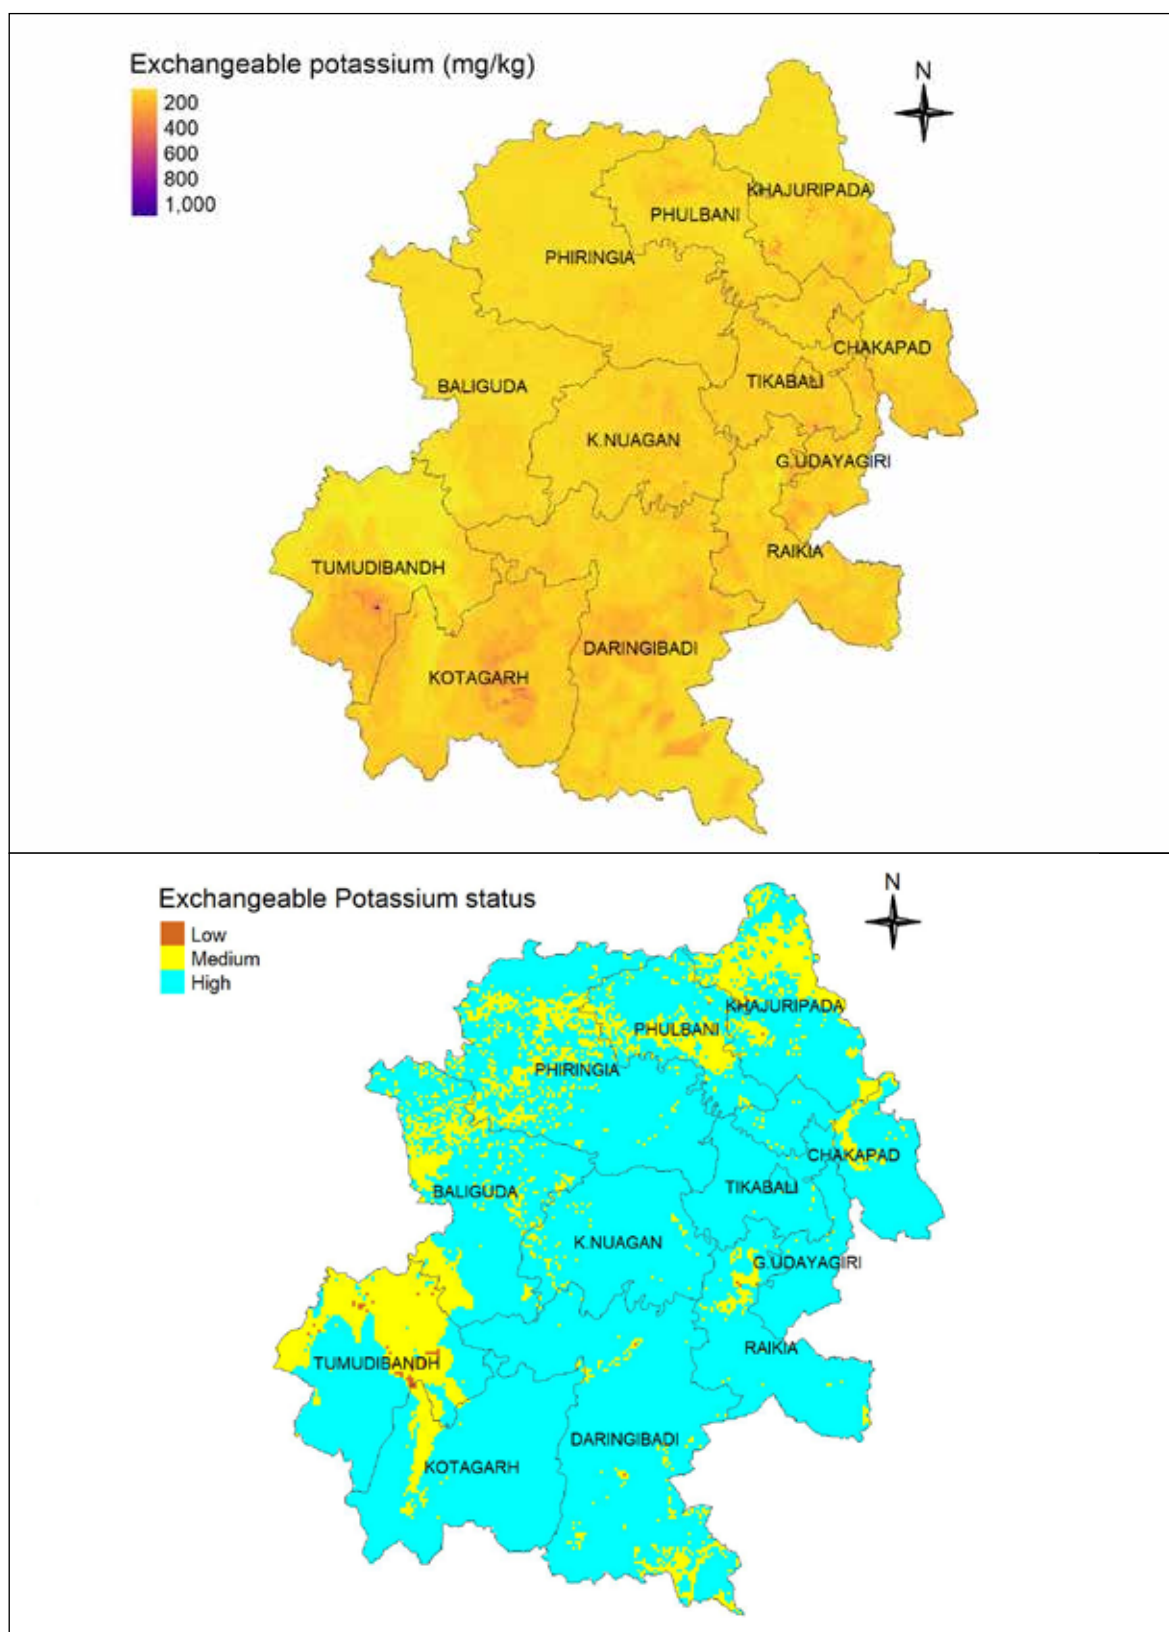 Exchangeable potassium (mg/kg)
N
200
400
600
800
1,000
KHAJURIPADA
PHULBANI
PHIRINGIA
CHAKAPAD
TIKABALI
BALIGUDA
K.NUAGAN
G.UDAYAGIRI
RAIKIA
TUMUDIBANDH
DARINGIBADI
KOTAGARH
Exchangeable Potassium status
N
Low
Medium
High
KHAJURIPADA
PHULBANI
PHIRINGIA
CHAKAPAD
TIKABALI
BALIGUDA
K.NUAGAN
G.UDAYAGIRI
RAIKIA
TUMUDIBANDH
DARINGIBADI
KOTAGARH